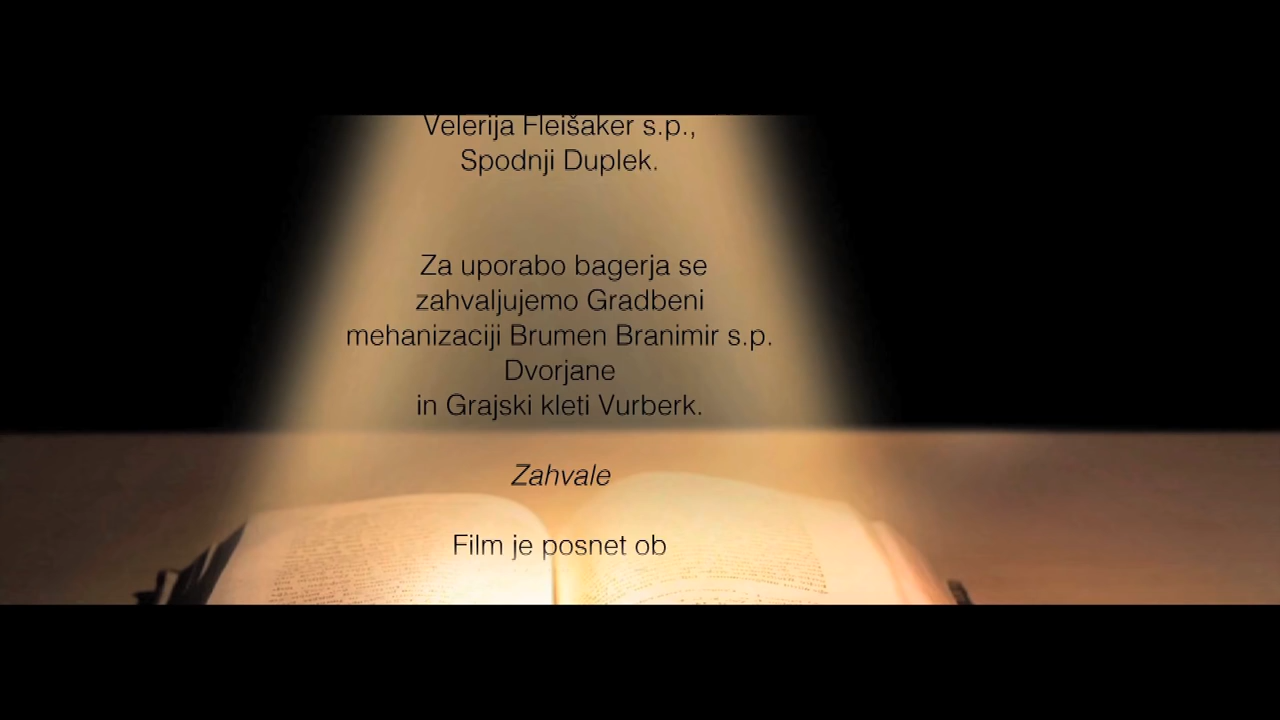 Velerija Fleišaker s.p.,
Spodnji Duplek.
Za uporabo bagerja se
zahvaljujemo Gradbeni
mehanizaciji Brumen Branimir s.p.
Dvorjane
in Grajski kleti Vurberk.
Zahvale
Film je posnet ob